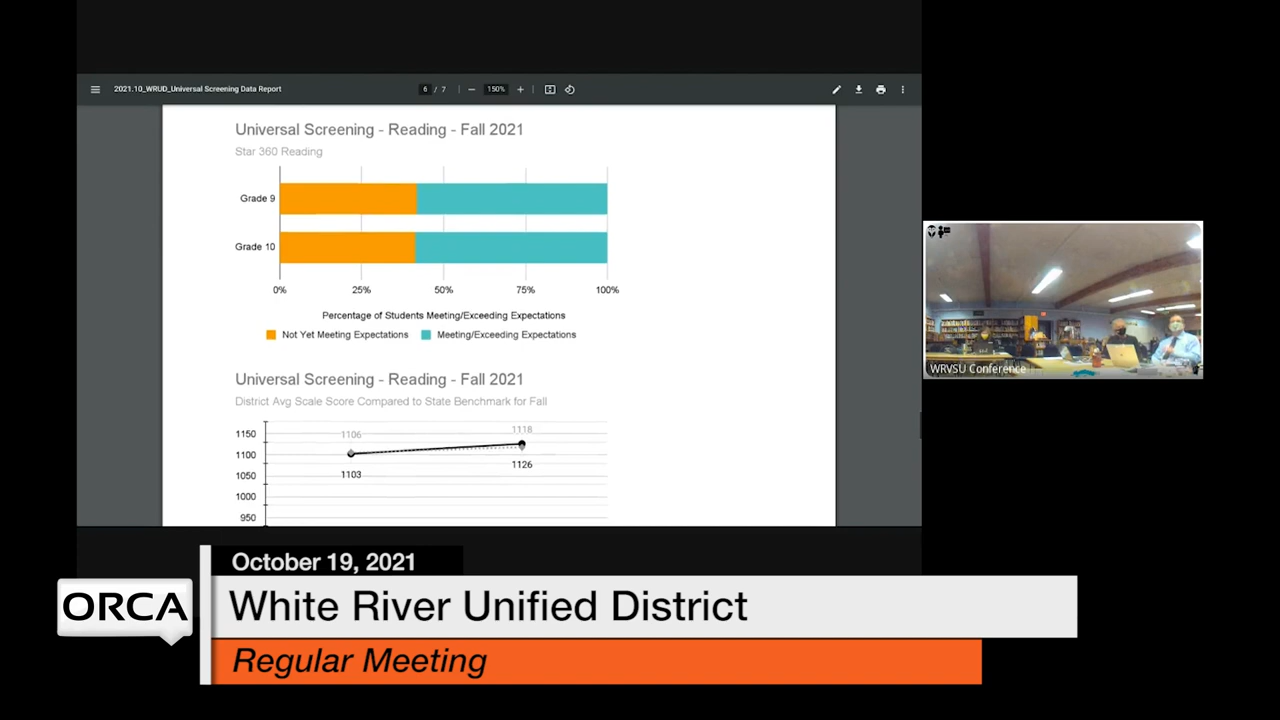 2021.10_WRUD_Universal Screening Data Report
6 / 7
150%
Universal Screening - Reading - Fall 2021
Star 360 Reading
Grade 9
Grade 10
0% 25% 50% 75% 100%
Percentage of Students Meeting/Exceeding Expectations
Not Yet Meeting Expectations Meeting/Exceeding Expectations
Universal Screening - Reading - Fall 2021
District Avg Scale Score Compared to State Benchmark for Fall
1150
1100
1050
1000
950
1106 1118
1103 1126
WRVSU Conference
October 19, 2021
ORCA
White River Unified District
Regular Meeting